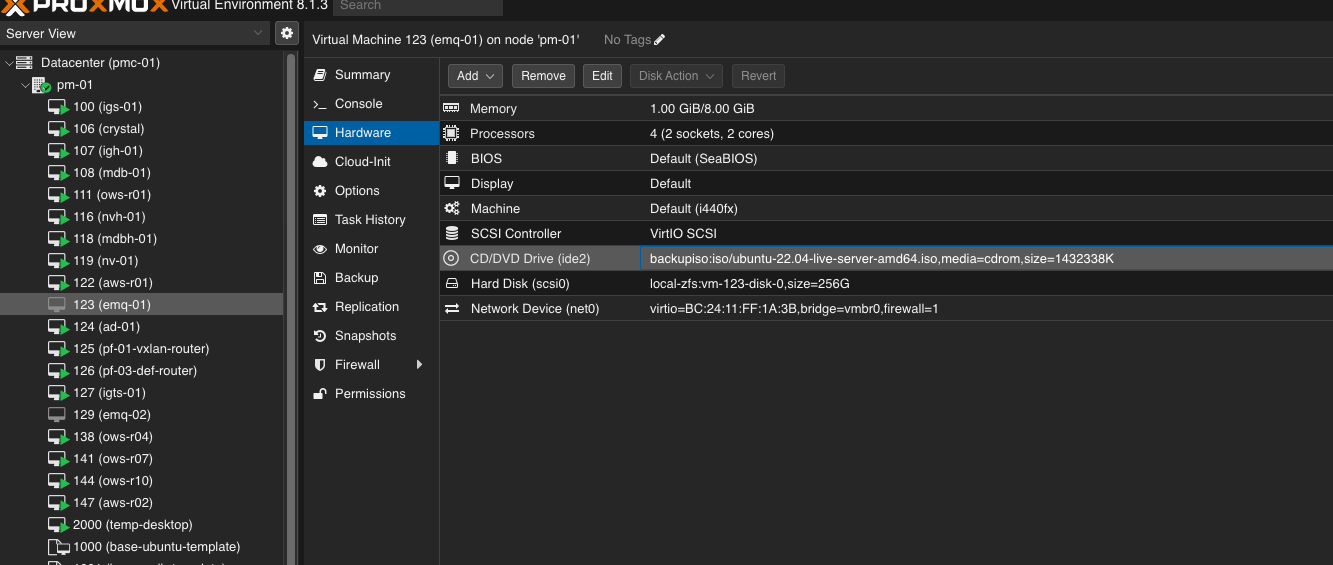 PROXMOX Virtual Environment 8.1.3 Search
Server View
Virtual Machine 123 (emq-01) on node 'pm-01' No Tags
Datacenter (pmc-01)
pm-01
100 (igs-01)
106 (crystal)
107 (igh-01)
108 (mdb-01)
111 (ows-r01)
116 (nvh-01)
118 (mdbh-01)
119 (nv-01)
122 (aws-r01)
123 (emq-01)
124 (ad-01)
125 (pf-01-vxlan-router)
126 (pf-03-def-router)
127 (igts-01)
129 (emq-02)
138 (ows-r04)
141 (ows-r07)
144 (ows-r10)
147 (aws-r02)
2000 (temp-desktop)
1000 (base-ubuntu-template)
Summary
Console
Hardware
Cloud-Init
Options
Task History
Monitor
Backup
Replication
Snapshots
Firewall
Permissions
Add Remove Edit Disk Action Revert
Memory 1.00 GiB/8.00 GiB
Processors 4 (2 sockets, 2 cores)
BIOS Default (SeaBIOS)
Display Default
Machine Default (i440fx)
SCSI Controller VirtIO SCSI
CD/DVD Drive (ide2) backupiso:iso/ubuntu-22.04-live-server-amd64.iso,media=cdrom,size=1432338K
Hard Disk (scsi0) local-zfs:vm-123-disk-0,size=256G
Network Device (net0) virtio=BC:24:11:FF:1A:3B,bridge=vmbr0,firewall=1